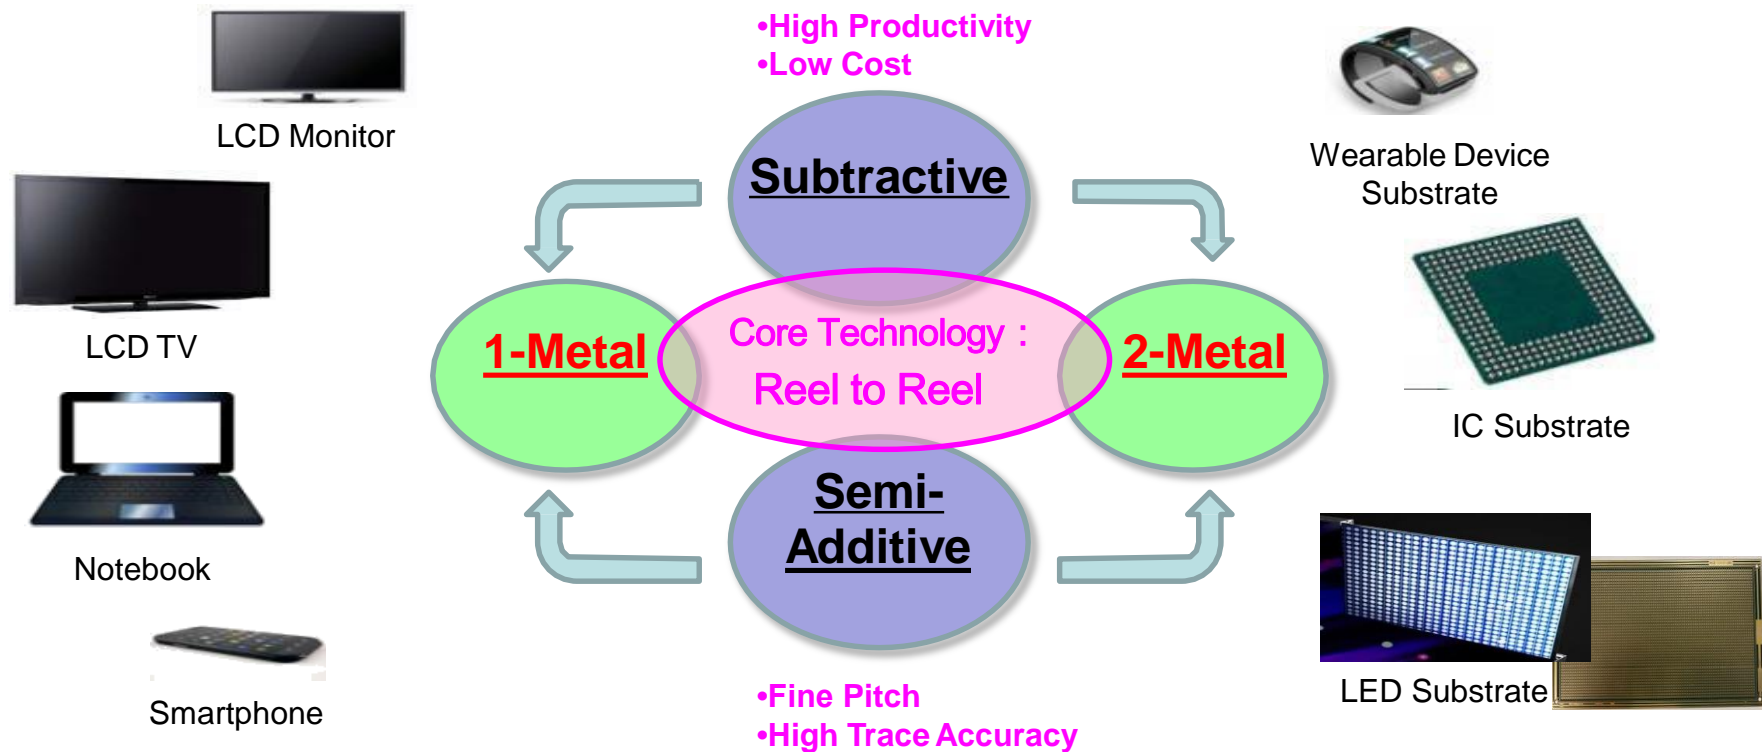 •High Productivity
•Low Cost
LCD Monitor
Subtractive
Wearable Device
Substrate
LCD TV
1-Metal
Core Technology :
Reel to Reel
2-Metal
IC Substrate
Notebook
Semi-
Additive
LED Substrate
Smartphone
•Fine Pitch
•High Trace Accuracy